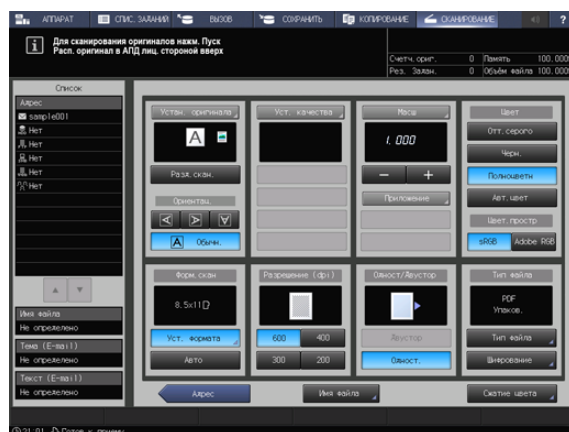 АППАРАТ
СПИС. ЗАДАНИЙ
ВЫЗОВ
СОХРАНИТЬ
КОПИРОВАНИЕ
СКАНИРОВАНИЕ
?
Для сканирования оригиналов нажм. Пуск
Расп. оригинал в АПД лиц. стороной вверх
Счетч. ориг. 0 Память 100.000%
Рез. Задан. 0 Объём файла 100.000%
Список
Адрес
sample001
Нет
Нет
Нет
Нет
Нет
Имя файла
Не определено
Тема (E-mail)
Не определено
Текст (E-mail)
Не определено
Устан. оригинала
A
Разд. скан.
Ориентац.
A Обычн.
Уст. качества
Масш
1.000
− +
Приложение
Цвет
Отт. серого
Черн.
Полноцветн
Авт. цвет
Цвет. простр
sRGB Adobe RGB
Форм. скан
8.5x11
Уст. формата
Авто
Разрешение (dpi)
600 400
300 200
Одност/Двустор
Двустор
Одност.
Тип файла
PDF
Упаков.
Тип файла
Шифрование
Адрес
Имя файла
Сжатие цвета
21:01 Готов к приему